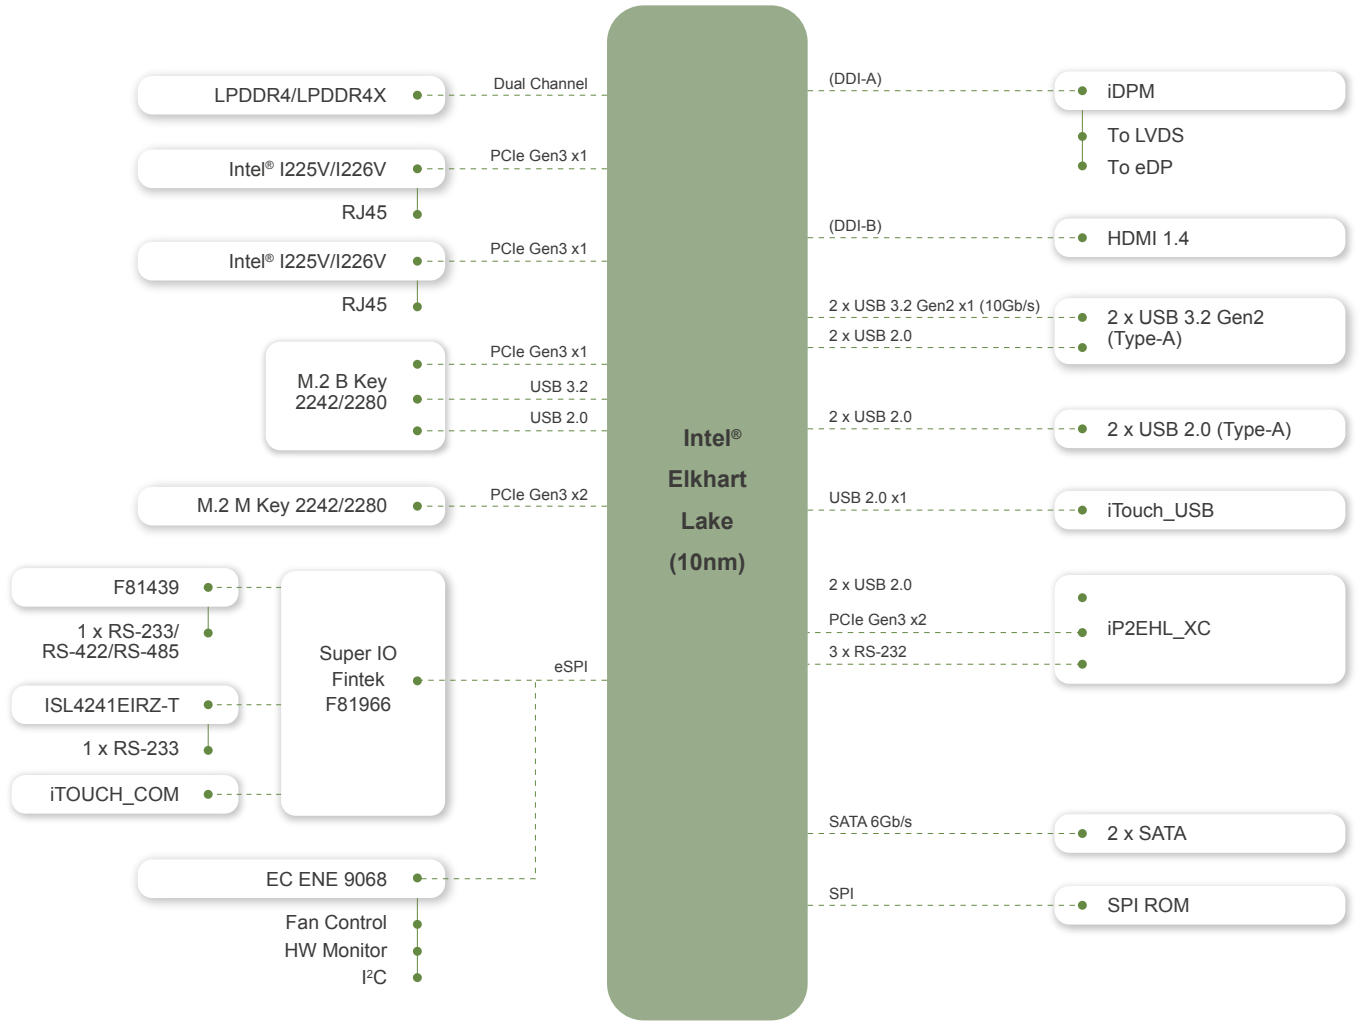 Dual Channel
LPDDR4/LPDDR4X
PCIe Gen3 x1
Intel® I225V/I226V
RJ45
PCIe Gen3 x1
Intel® I225V/I226V
RJ45
PCIe Gen3 x1
M.2 B Key
2242/2280
USB 3.2
USB 2.0
PCIe Gen3 x2
M.2 M Key 2242/2280
F81439
1 x RS-233/
RS-422/RS-485
ISL4241EIRZ-T
1 x RS-233
iTOUCH_COM
Super IO
Fintek
F81966
eSPI
EC ENE 9068
Fan Control
HW Monitor
I²C
Intel®
Elkhart
Lake
(10nm)
(DDI-A)
iDPM
To LVDS
To eDP
(DDI-B)
HDMI 1.4
2 x USB 3.2 Gen2 x1 (10Gb/s)
2 x USB 2.0
2 x USB 3.2 Gen2
(Type-A)
2 x USB 2.0
2 x USB 2.0 (Type-A)
USB 2.0 x1
iTouch_USB
2 x USB 2.0
PCIe Gen3 x2
3 x RS-232
iP2EHL_XC
SATA 6Gb/s
2 x SATA
SPI
SPI ROM